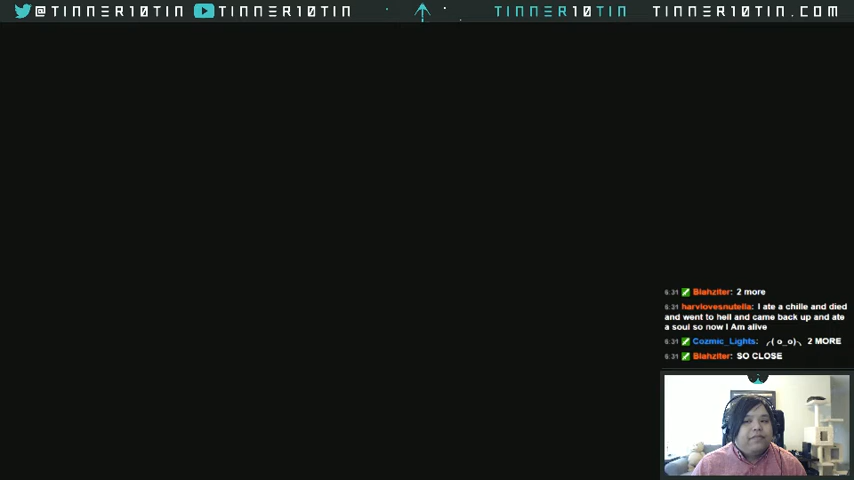 @TINNER10TIN TINNER10TIN TINNER10TIN TINNER10TIN.COM
6:31 Blahziter: 2 more
6:31 harvlovesnutella: I ate a chille and died
and went to hell and came back up and ate
a soul so now I Am alive
6:31 Cozmic_Lights: ╭( o_o)╮ 2 MORE
6:31 Blahziter: SO CLOSE